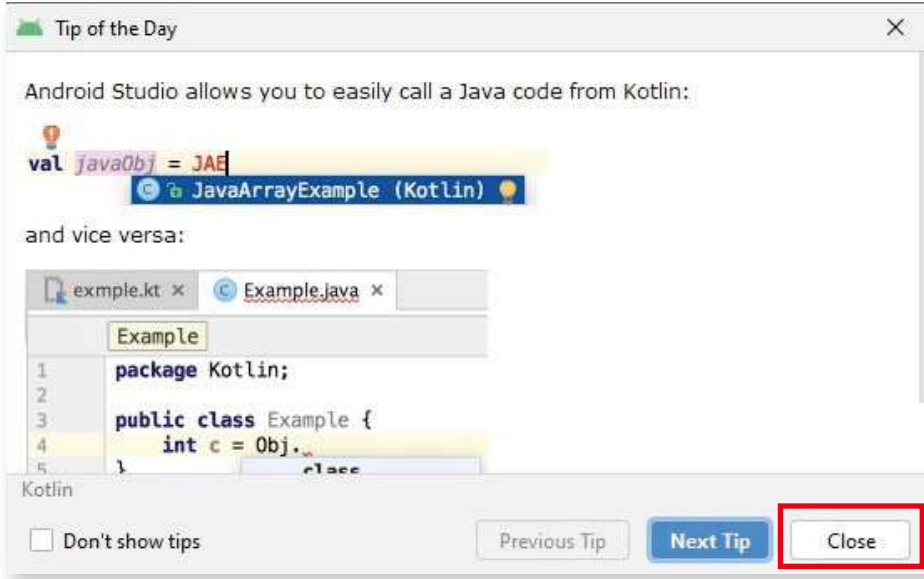 Tip of the Day
Android Studio allows you to easily call a Java code from Kotlin:
val javaObj = JAE
JavaArrayExample (Kotlin)
and vice versa:
exmple.kt Example.java
Example
1 package Kotlin;
2
3 public class Example {
4 int c = Obj.
5 }
class
Kotlin
Don't show tips Previous Tip Next Tip Close